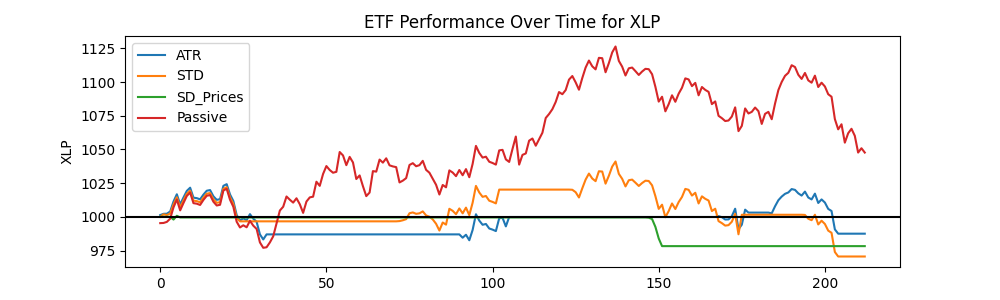 ETF Performance Over Time for XLP
XLP
1125
1100
1075
1050
1025
1000
975
ATR
STD
SD_Prices
Passive
0 50 100 150 200